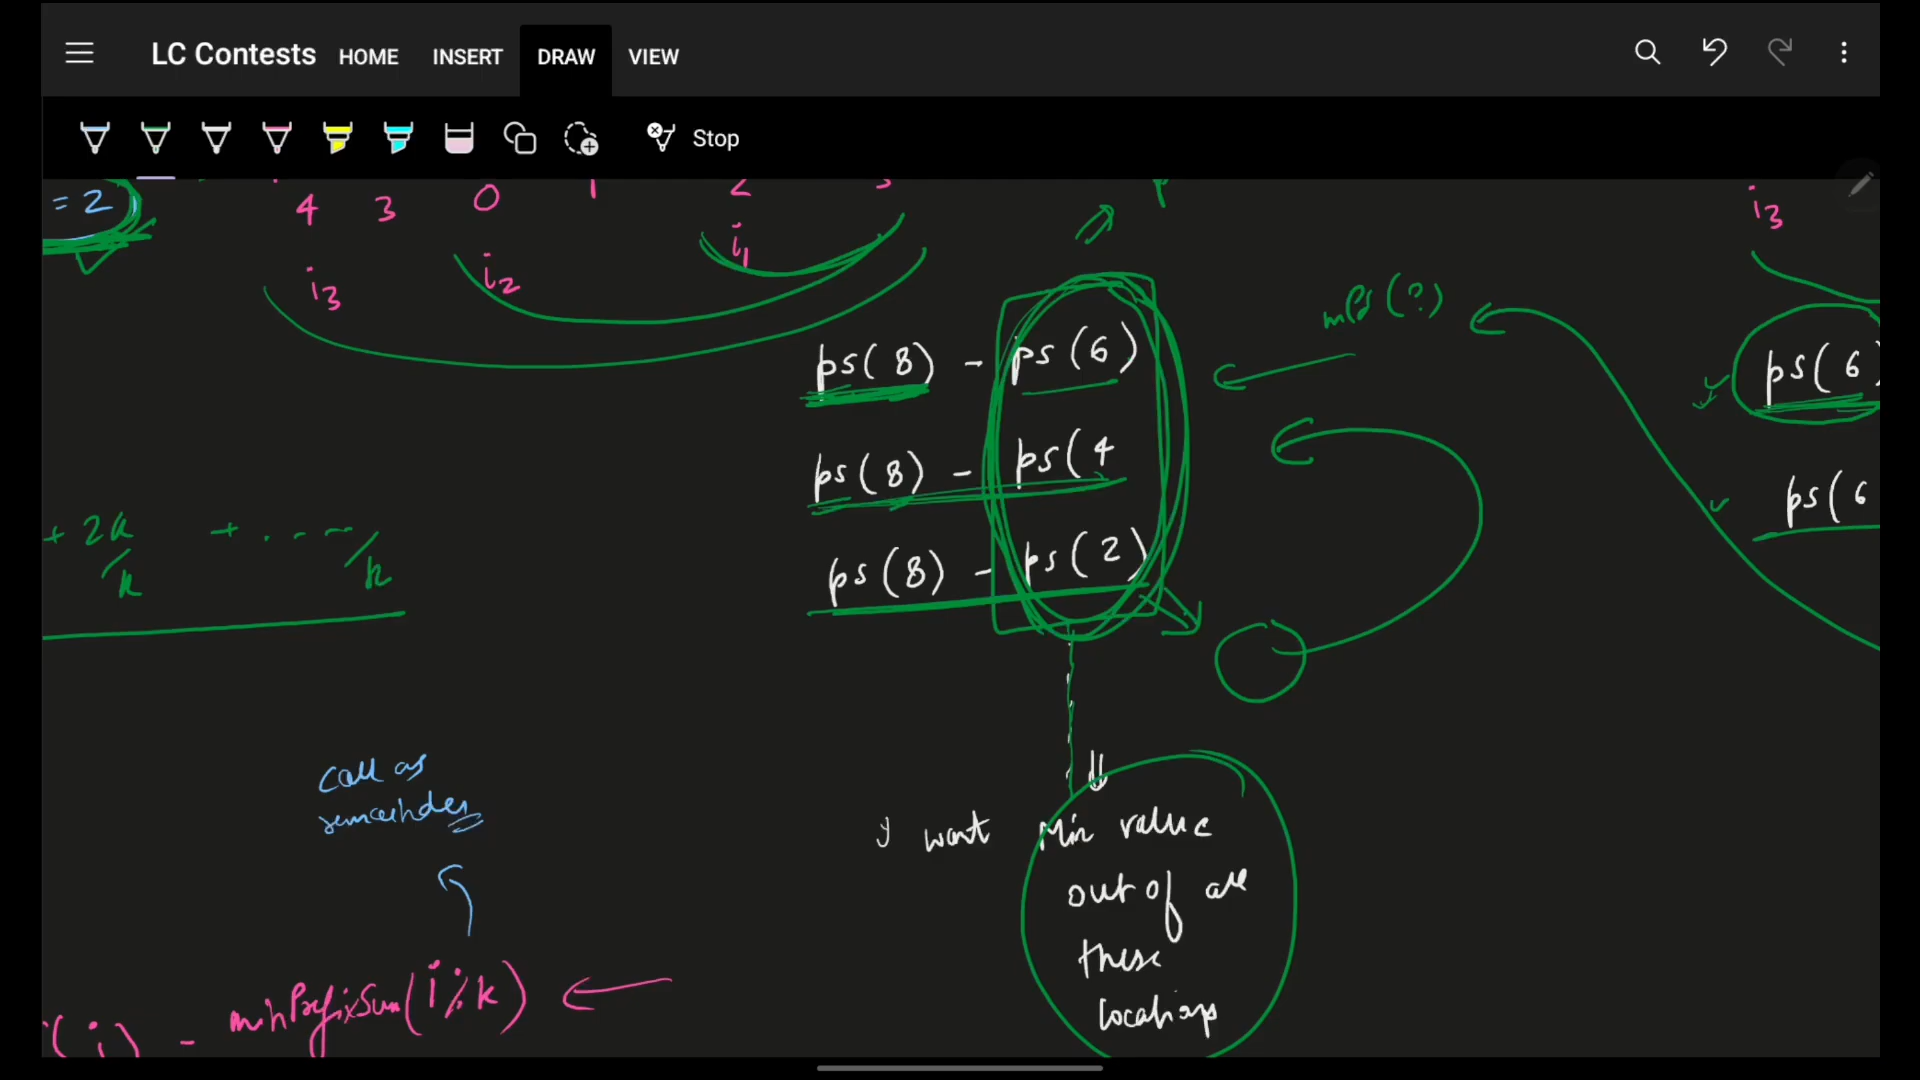 LC Contests HOME INSERT DRAW VIEW
Stop
= 2
4 3 0 1 2
i3 i2 i1
i3
mps(?)
ps(8) - ps(6)
ps(6)
ps(8) - ps(4
ps(6
+ 2k/k + . . . . /k
ps(8) - ps(2)
Call as
remainder
I want Min value
out of all
these
locations
(i) - minPrefixSum(i%k)